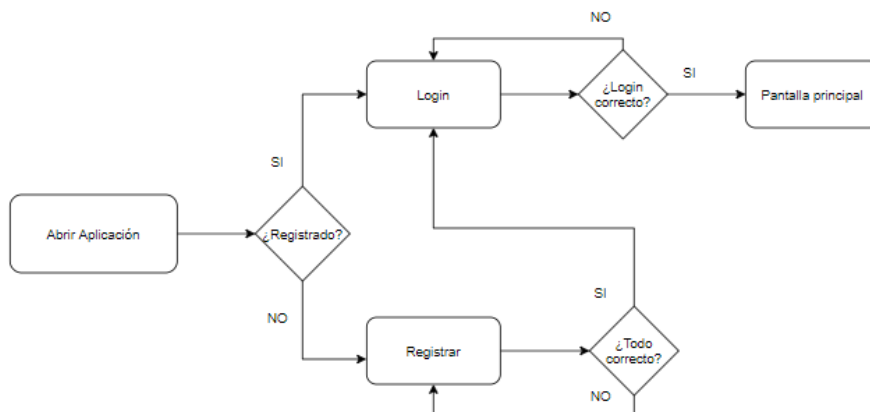 NO
¿Login
correcto?
SI
Login
Pantalla principal
SI
Abrir Aplicación
¿Registrado?
NO
SI
Registrar
¿Todo
correcto?
NO